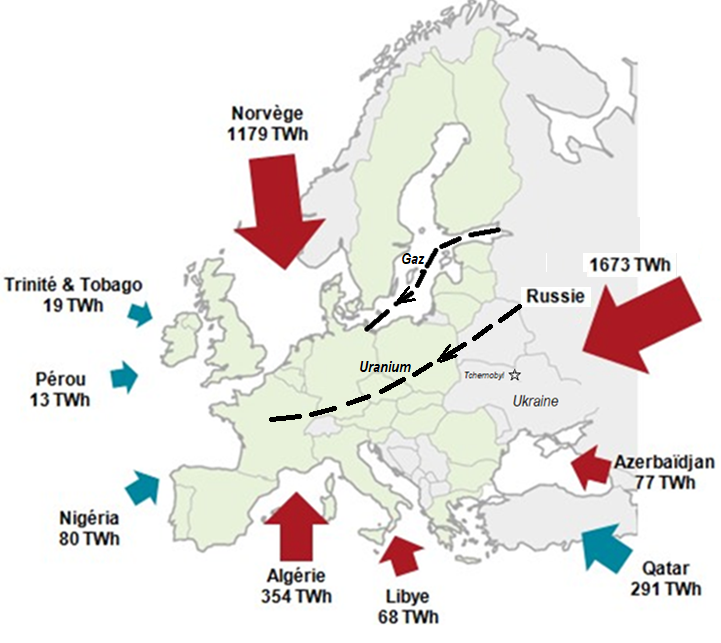 Norvège
1179 TWh
Gaz
1673 TWh
Trinité & Tobago
19 TWh
Russie
Uranium
Pérou
13 TWh
Tchernobyl
Ukraine
Azerbaïdjan
77 TWh
Nigéria
80 TWh
Algérie
354 TWh
Libye
68 TWh
Qatar
291 TWh